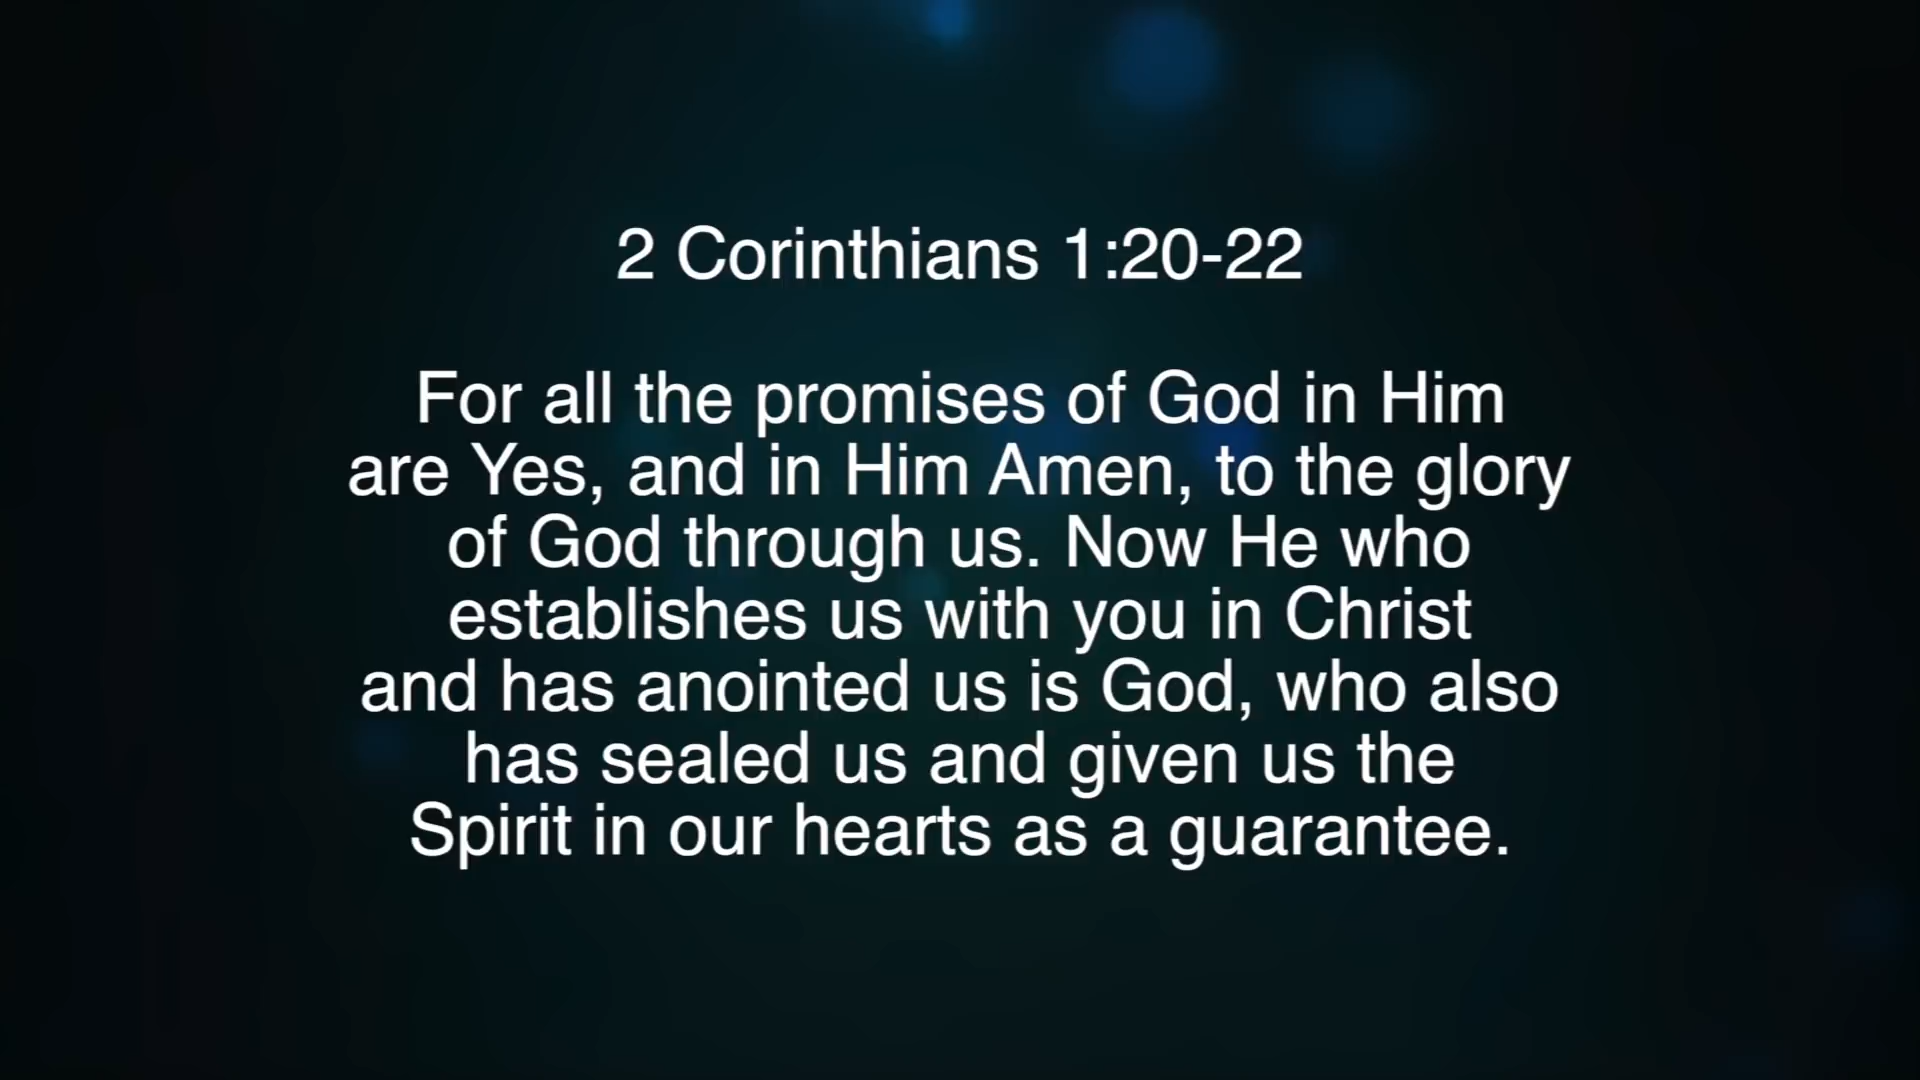 2 Corinthians 1:20-22
For all the promises of God in Him
are Yes, and in Him Amen, to the glory
of God through us. Now He who
establishes us with you in Christ
and has anointed us is God, who also
has sealed us and given us the
Spirit in our hearts as a guarantee.